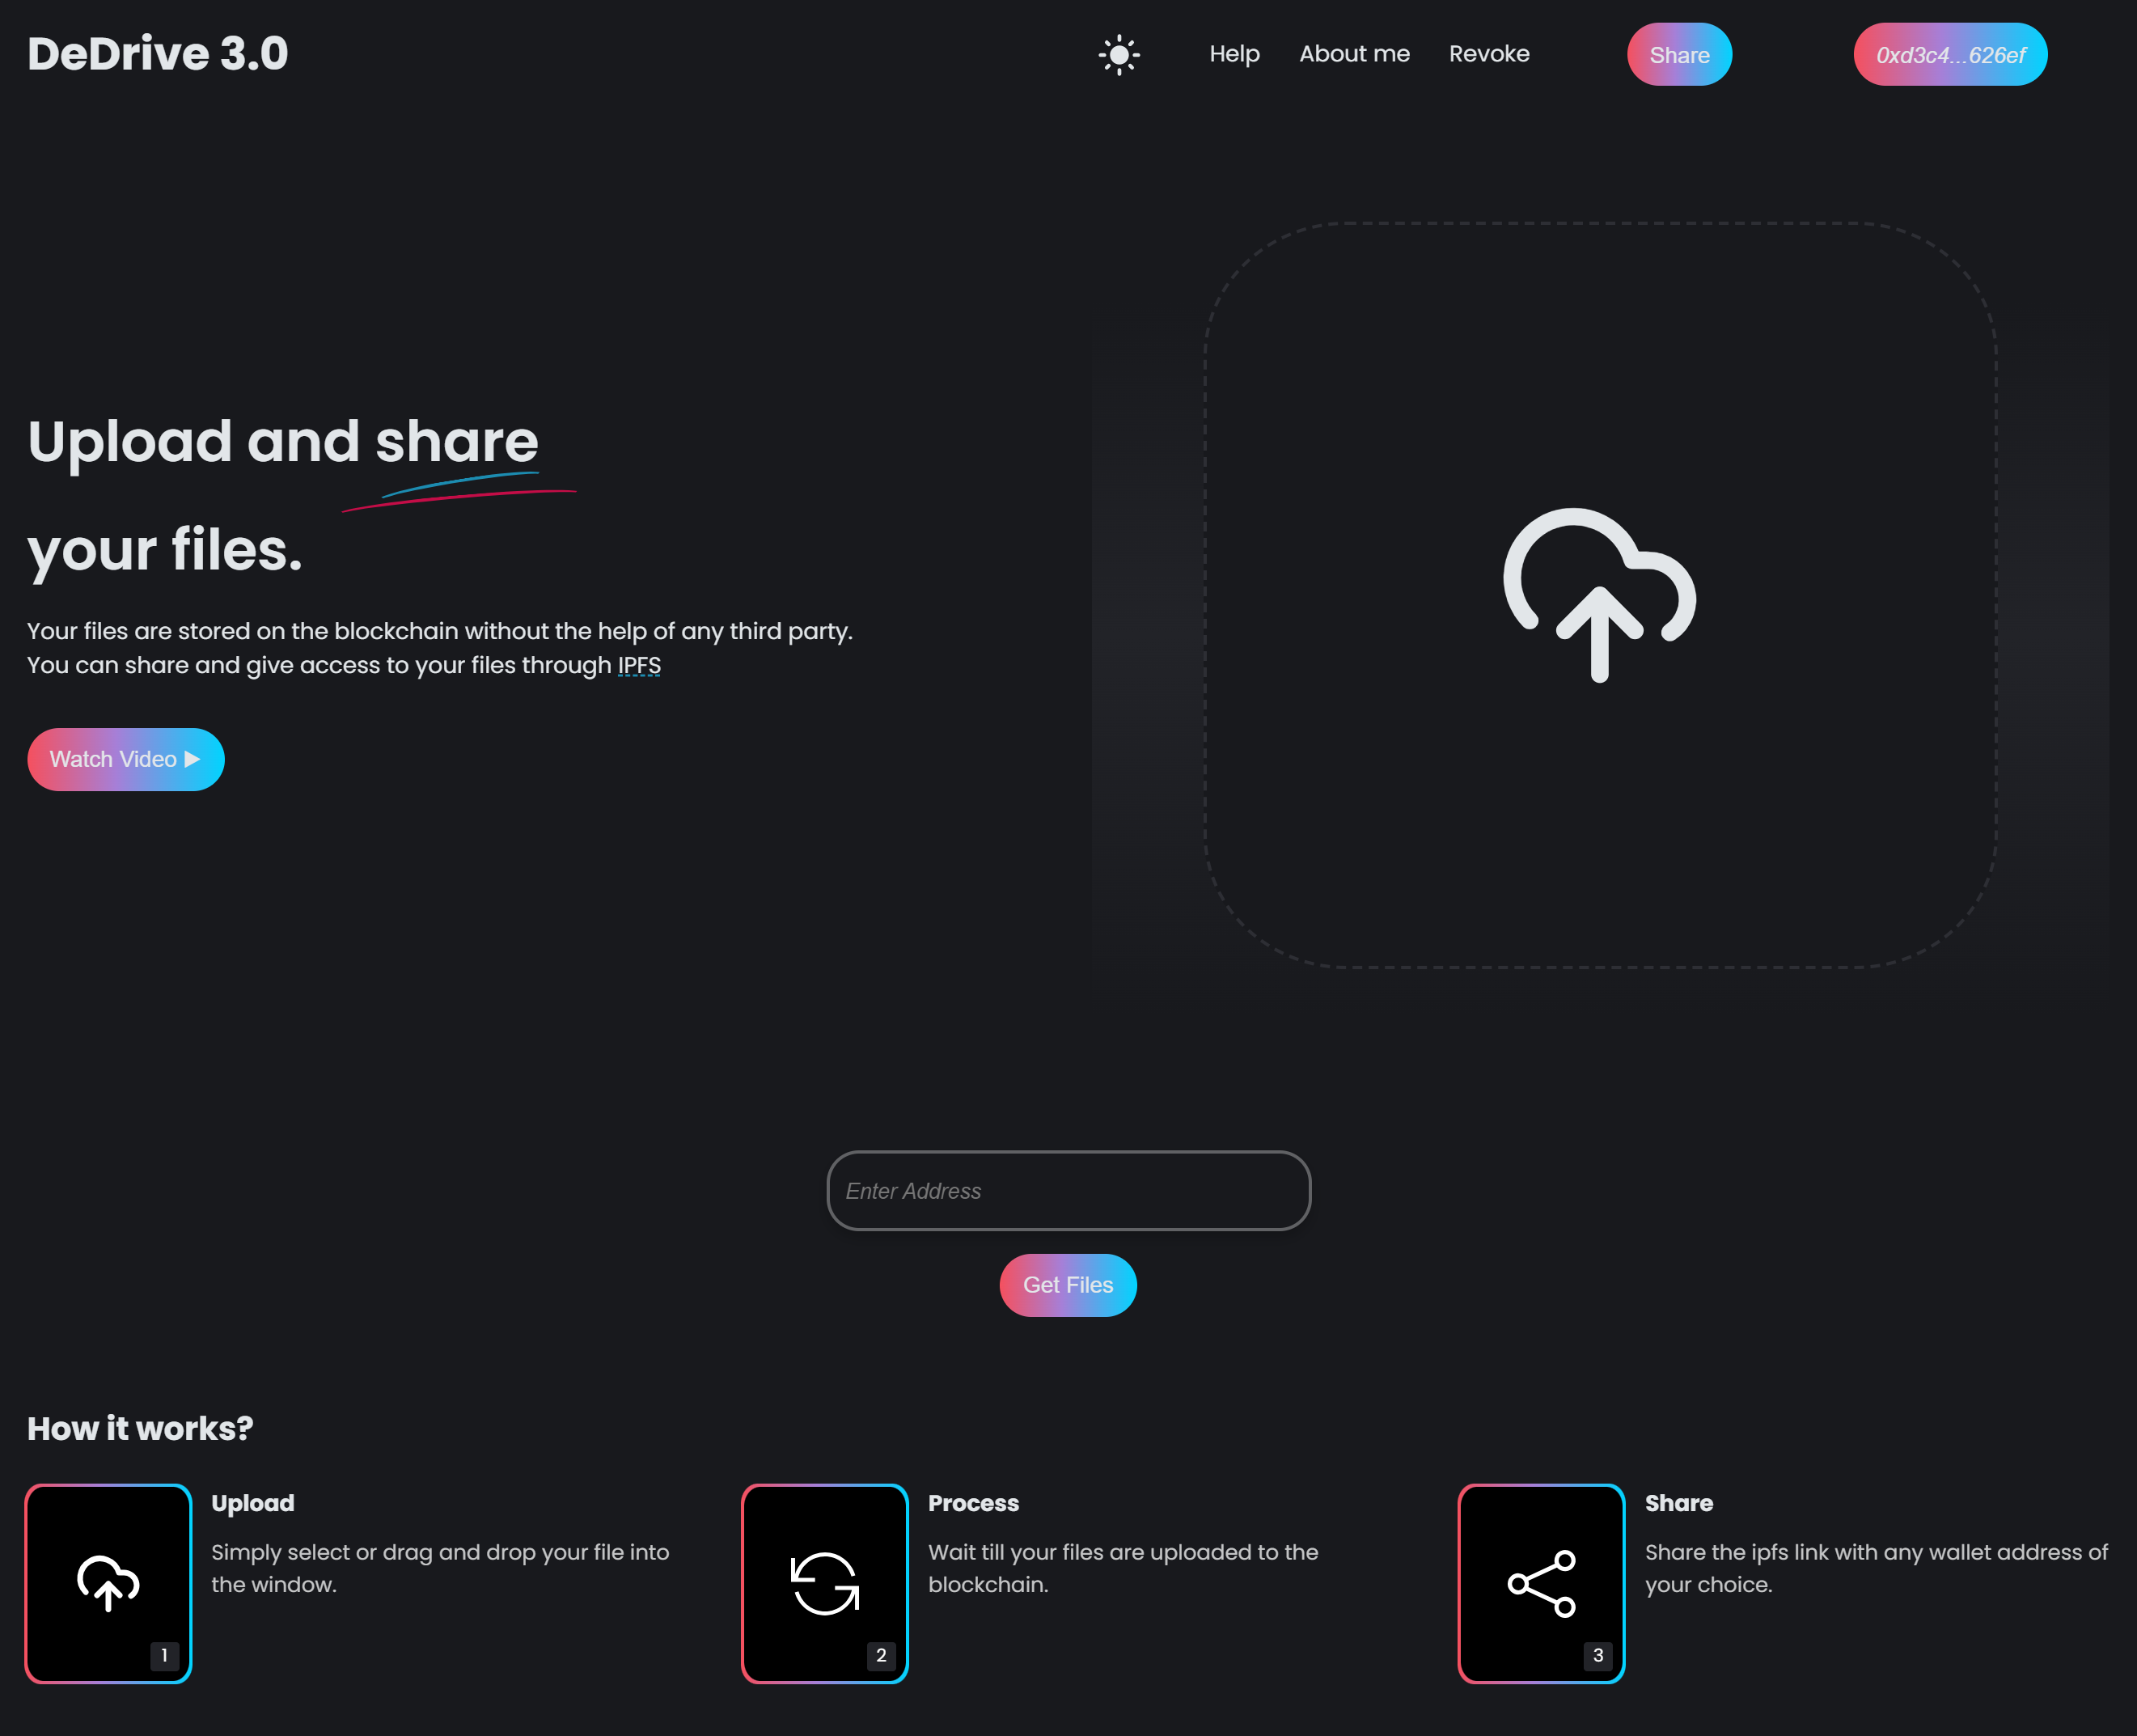 DeDrive 3.0
Help
About me
Revoke
Share
0xd3c4...626ef
Upload and share
your files.
Your files are stored on the blockchain without the help of any third party.
You can share and give access to your files through IPFS
Watch Video
Enter Address
Get Files
How it works?
1
Upload
Simply select or drag and drop your file into
the window.
2
Process
Wait till your files are uploaded to the
blockchain.
3
Share
Share the ipfs link with any wallet address of
your choice.